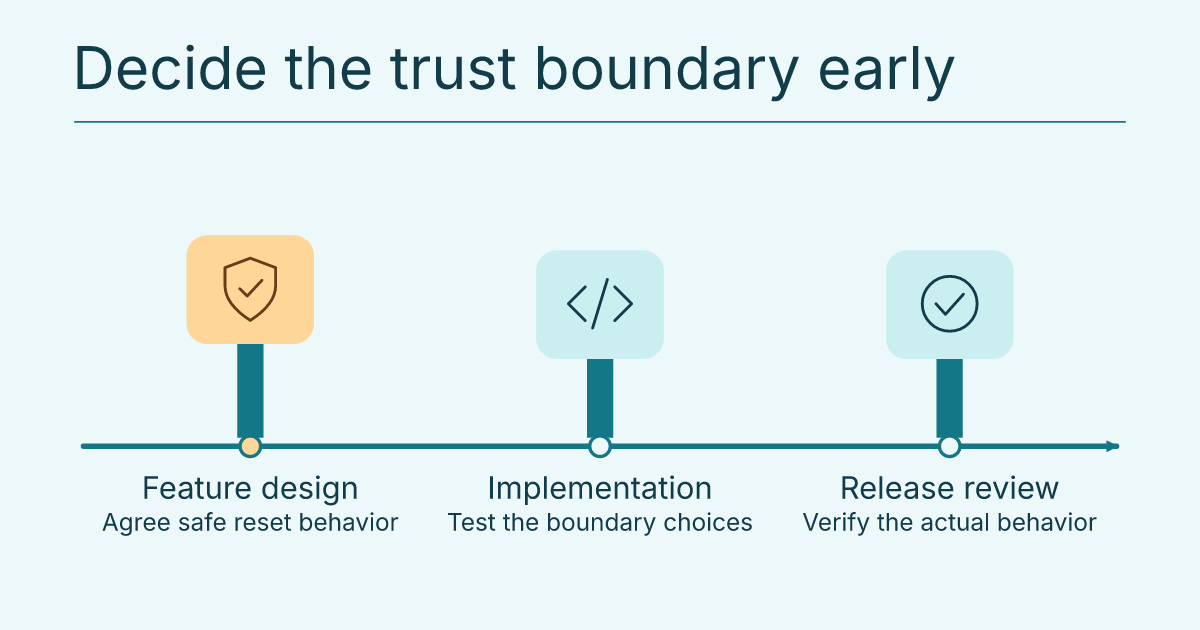 Decide the trust boundary early
Feature design
Agree safe reset behavior
Implementation
Test the boundary choices
Release review
Verify the actual behavior